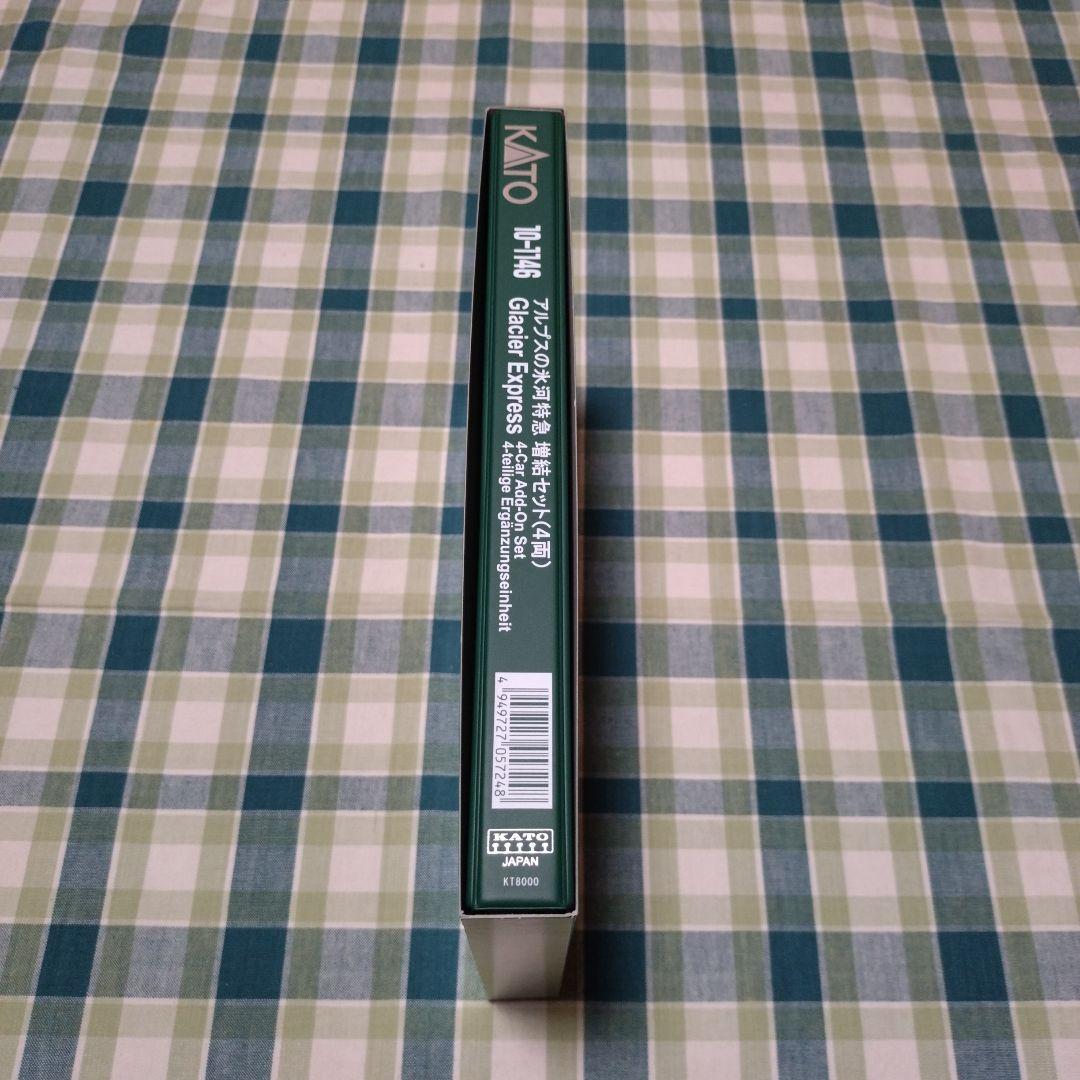 KATO
10-1146
アルプスの氷河特急 増結セット(4両)
Glacier Express
4-Car Add-On Set
4-teilige Ergänzungseinheit
4 949727 057248
KATO
JAPAN
KT8000